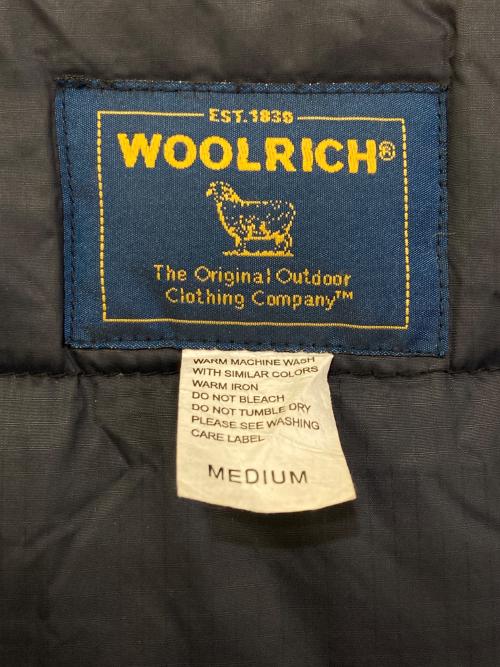 EST. 1830
WOOLRICH®
The Original Outdoor
Clothing Company™
WARM MACHINE WASH
WITH SIMILAR COLORS
WARM IRON
DO NOT BLEACH
DO NOT TUMBLE DRY
PLEASE SEE WASHING
CARE LABEL
MEDIUM